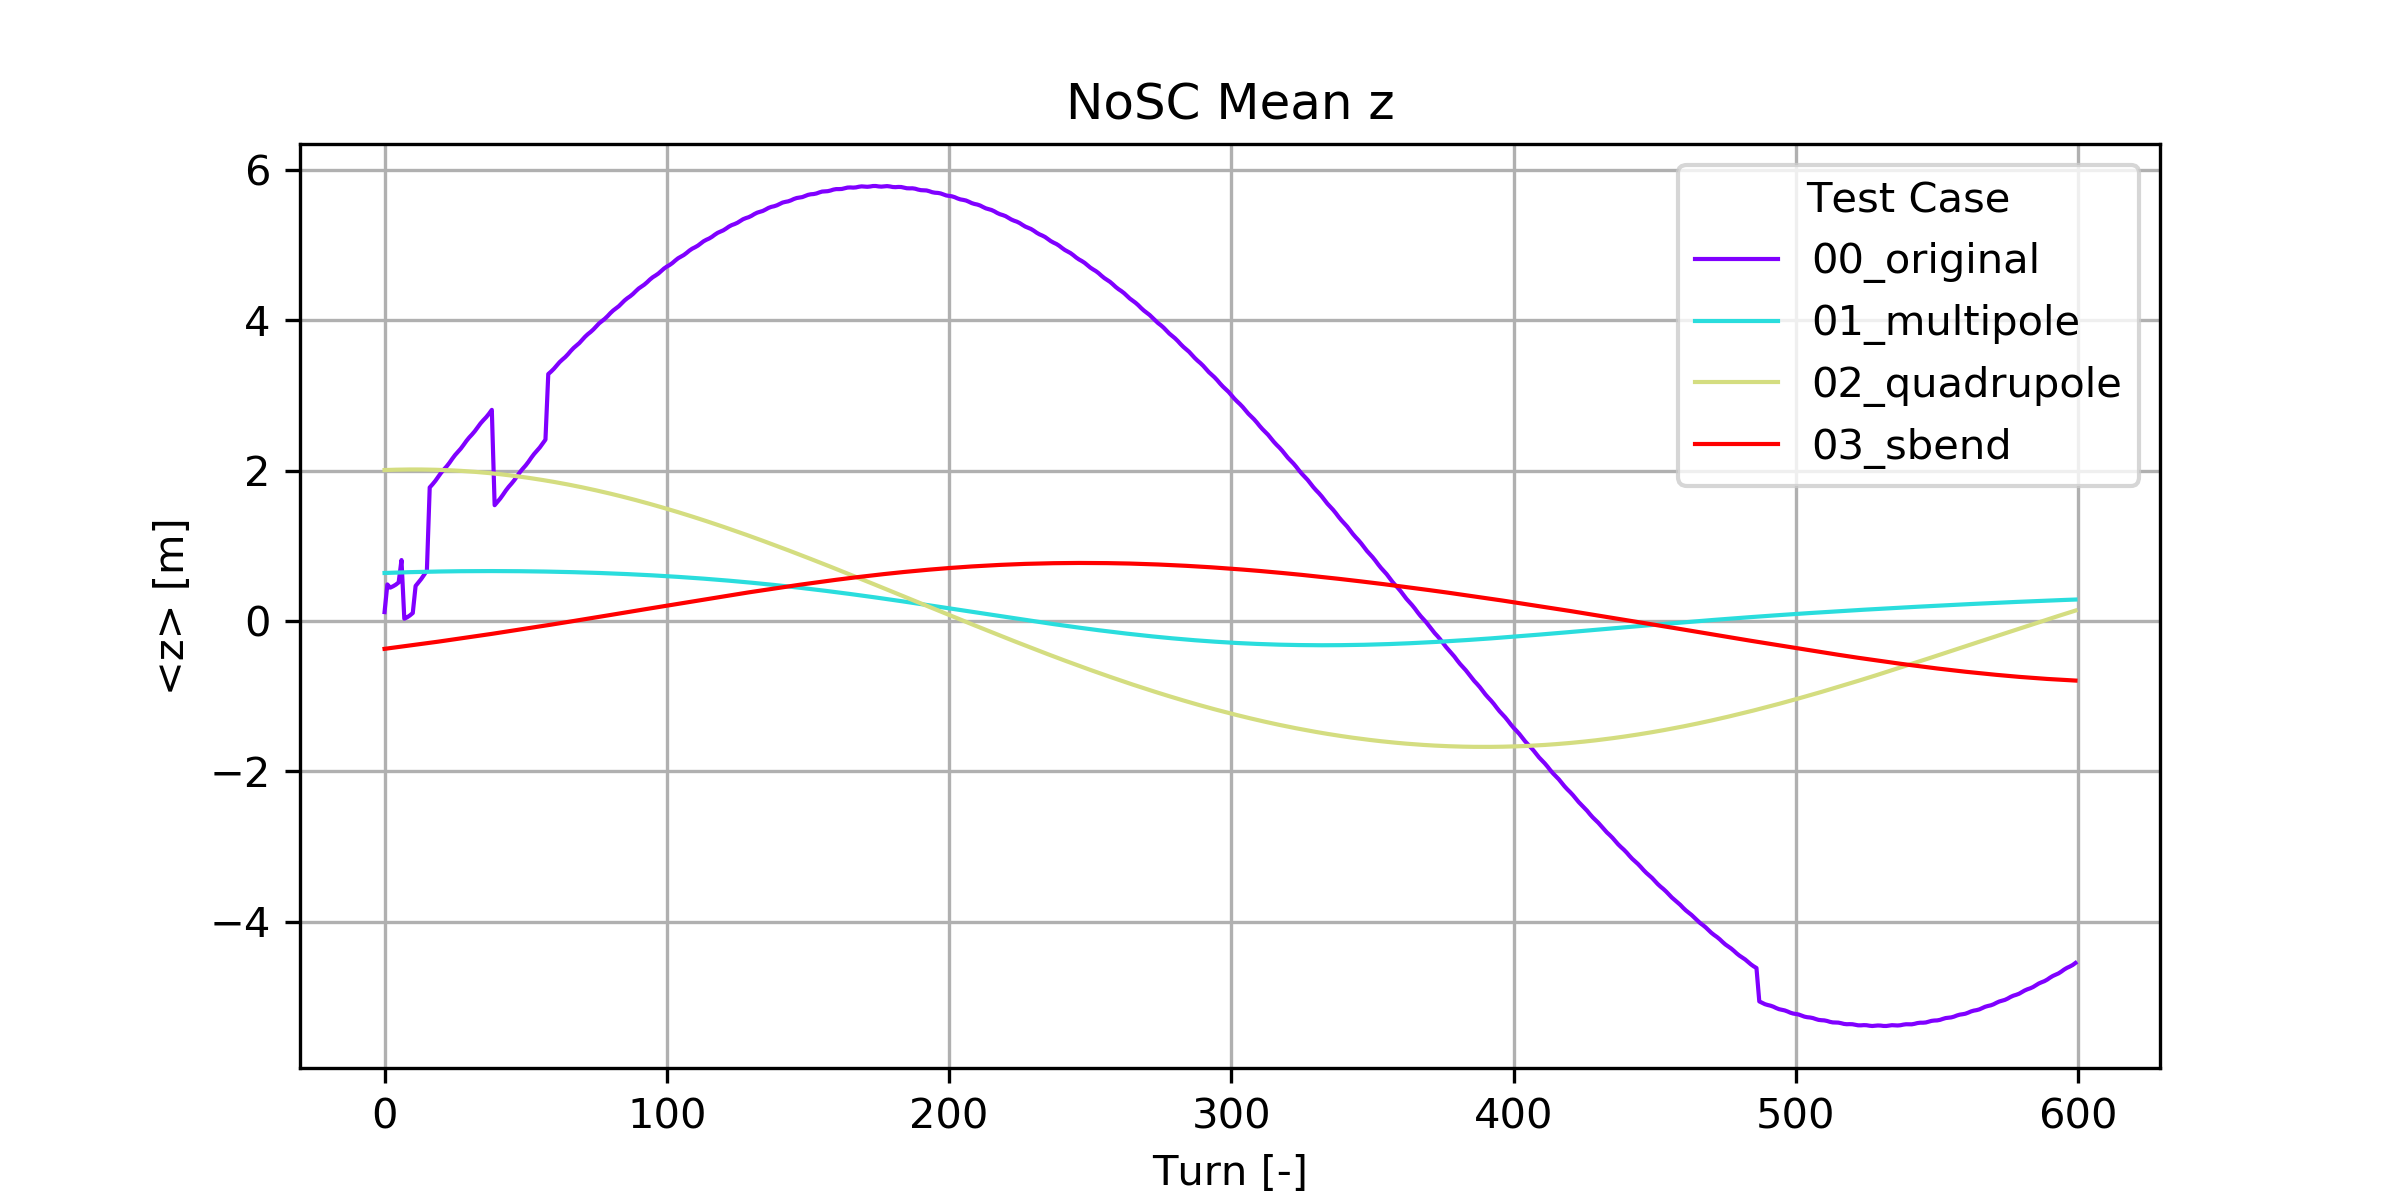 NoSC Mean z
6
4
2
0
−2
−4
<z> [m]
Test Case
00_original
01_multipole
02_quadrupole
03_sbend
0 100 200 300 400 500 600
Turn [-]